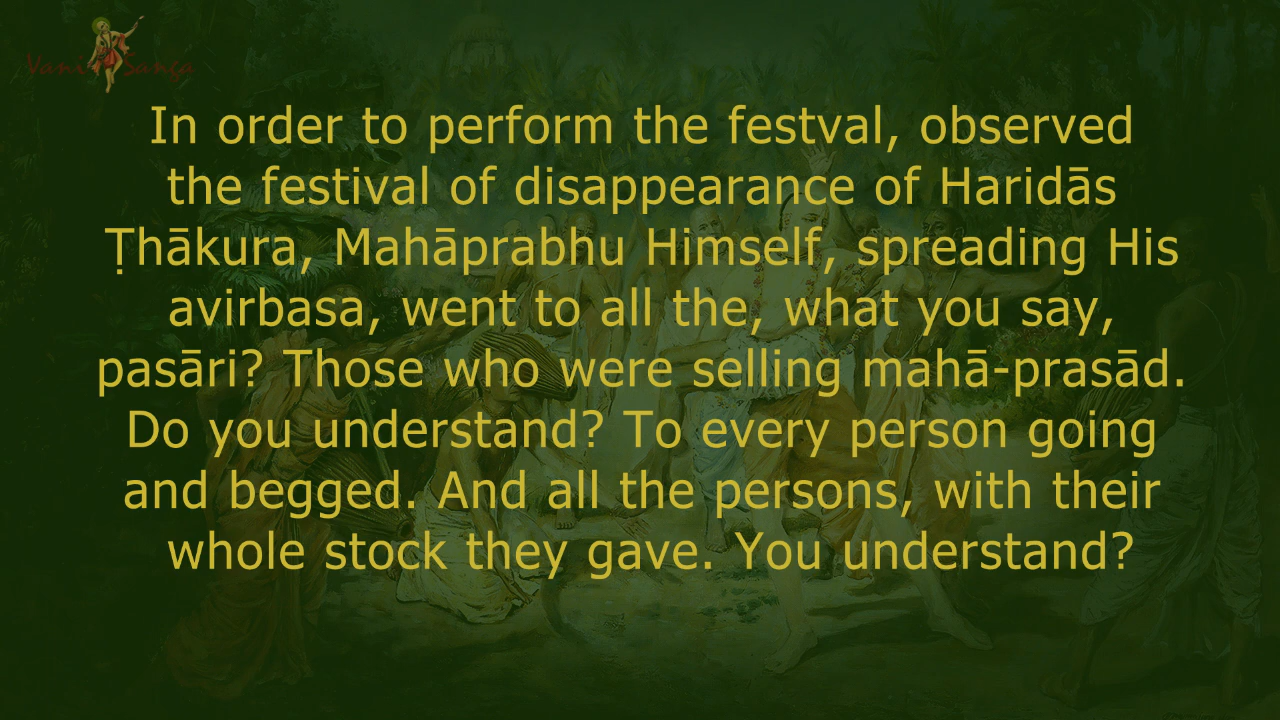 Vani Sanga
In order to perform the festval, observed
the festival of disappearance of Haridās
Ṭhākura, Mahāprabhu Himself, spreading His
avirbasa, went to all the, what you say,
pasāri? Those who were selling mahā-prasād.
Do you understand? To every person going
and begged. And all the persons, with their
whole stock they gave. You understand?